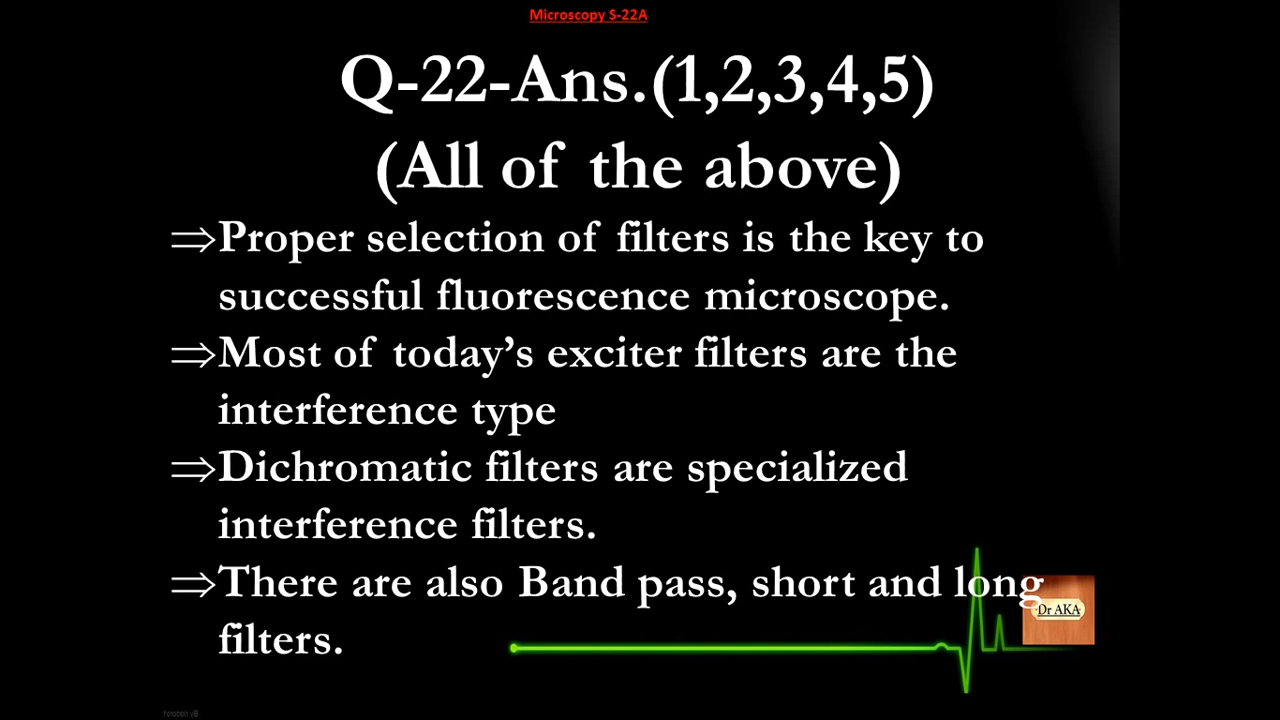 Microscopy S-22A
Q-22-Ans.(1,2,3,4,5)
(All of the above)
⇒Proper selection of filters is the key to
successful fluorescence microscope.
⇒Most of today's exciter filters are the
interference type
⇒Dichromatic filters are specialized
interference filters.
⇒There are also Band pass, short and long
filters.
Dr AKA